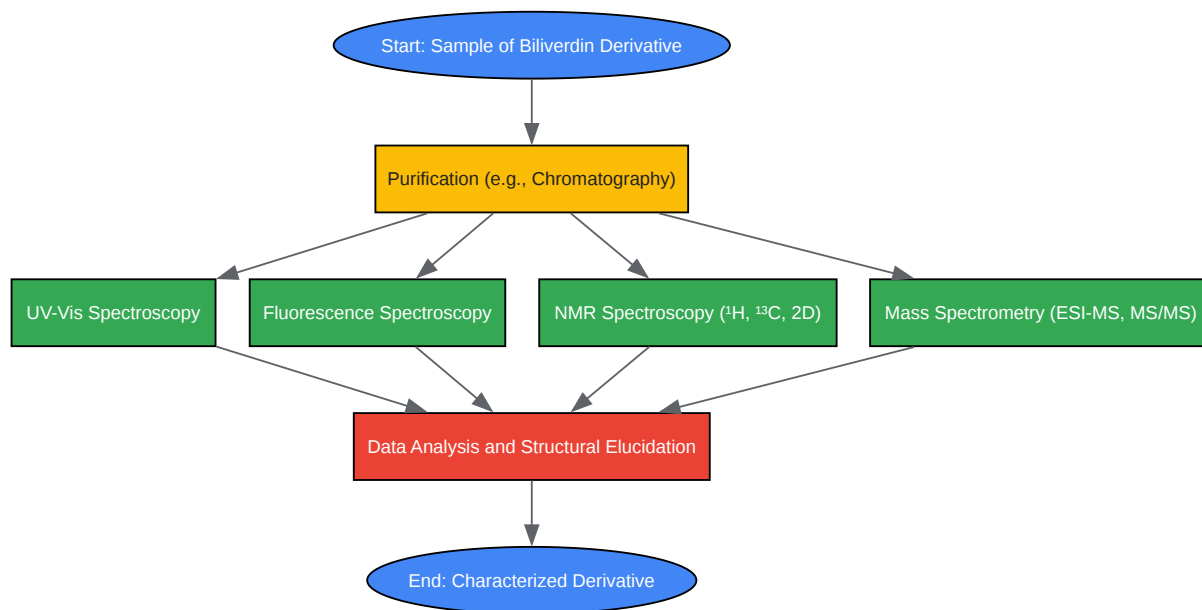 Start: Sample of Biliverdin Derivative
Purification (e.g., Chromatography)
UV-Vis Spectroscopy
Fluorescence Spectroscopy
NMR Spectroscopy (¹H, ¹³C, 2D)
Mass Spectrometry (ESI-MS, MS/MS)
Data Analysis and Structural Elucidation
End: Characterized Derivative